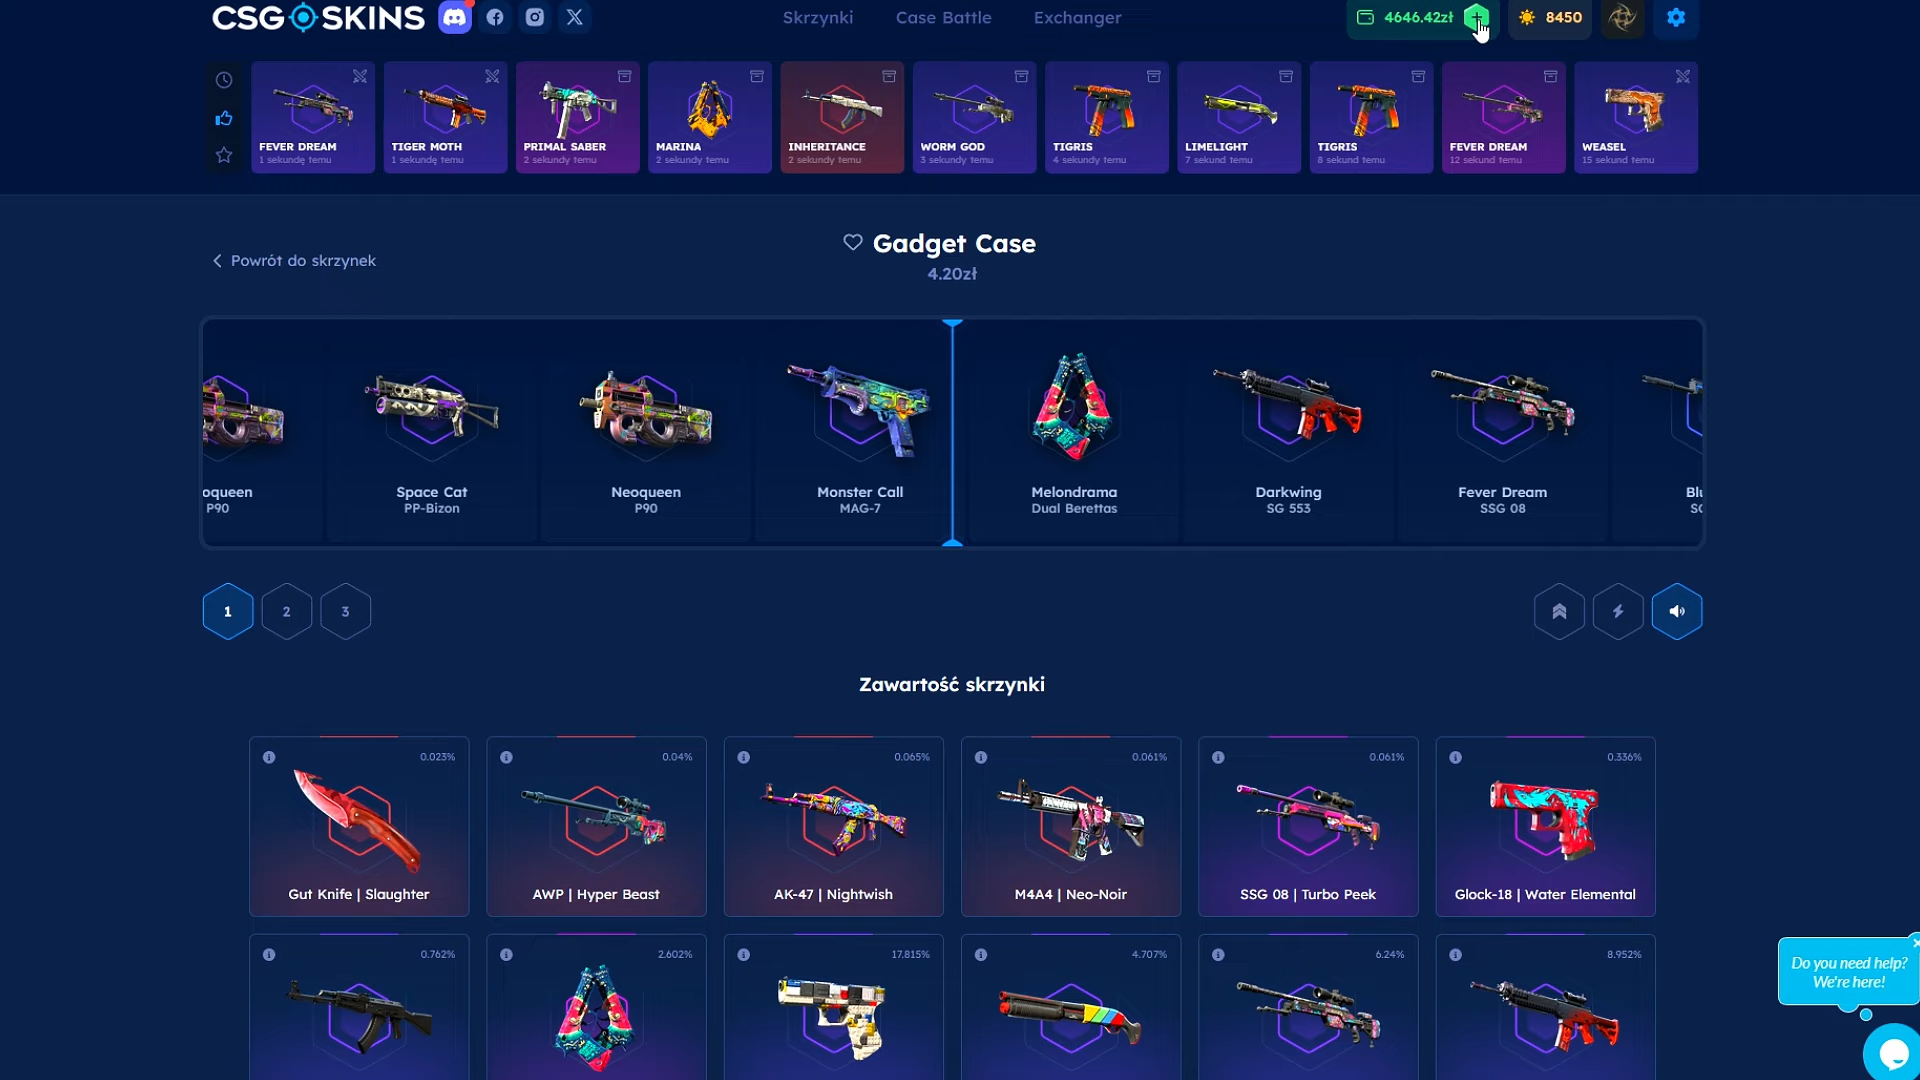 CSG SKINS
Skrzynki
Case Battle
Exchanger
4646.42zł
8450
FEVER DREAM
1 sekundę temu
TIGER MOTH
1 sekundę temu
PRIMAL SABER
2 sekundy temu
MARINA
2 sekundy temu
INHERITANCE
2 sekundy temu
WORM GOD
3 sekundy temu
TIGRIS
4 sekundy temu
LIMELIGHT
7 sekund temu
TIGRIS
8 sekund temu
FEVER DREAM
12 sekund temu
WEASEL
15 sekund temu
Powrót do skrzynek
Gadget Case
4.20zł
oqueen
P90
Space Cat
PP-Bizon
Neoqueen
P90
Monster Call
MAG-7
Melondrama
Dual Berettas
Darkwing
SG 553
Fever Dream
SSG 08
1
2
3
Zawartość skrzynki
0.023%
Gut Knife | Slaughter
0.04%
AWP | Hyper Beast
0.065%
AK-47 | Nightwish
0.061%
M4A4 | Neo-Noir
0.061%
SSG 08 | Turbo Peek
0.336%
Glock-18 | Water Elemental
0.762%
2.602%
17.815%
4.707%
6.24%
8.952%
Do you need help?
We're here!